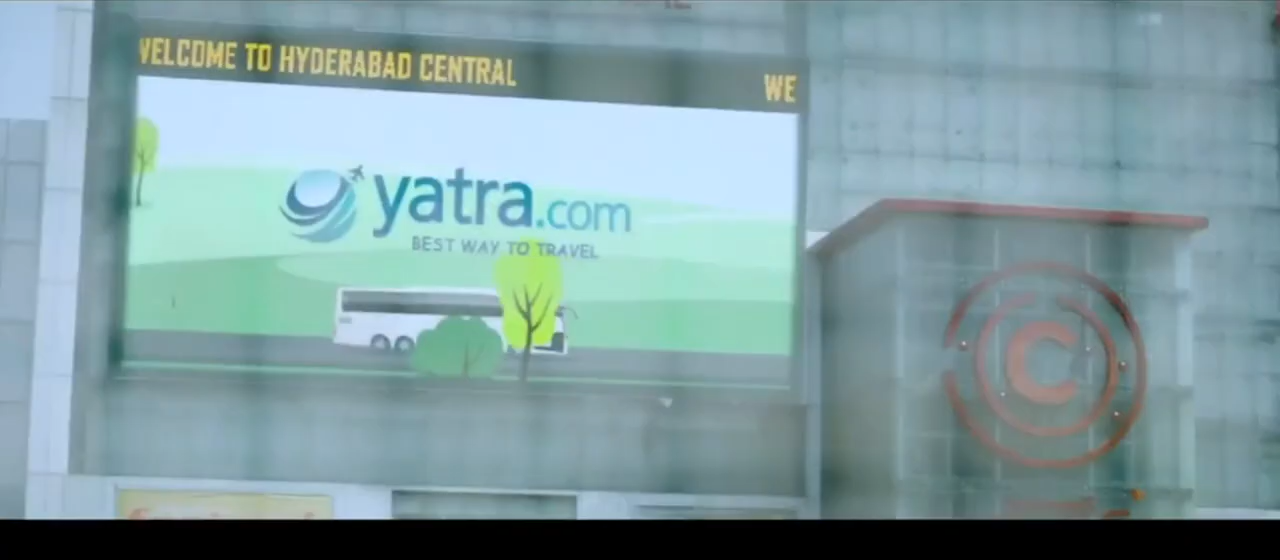 WELCOME TO HYDERABAD CENTRAL WE
yatra.com
BEST WAY TO TRAVEL
C